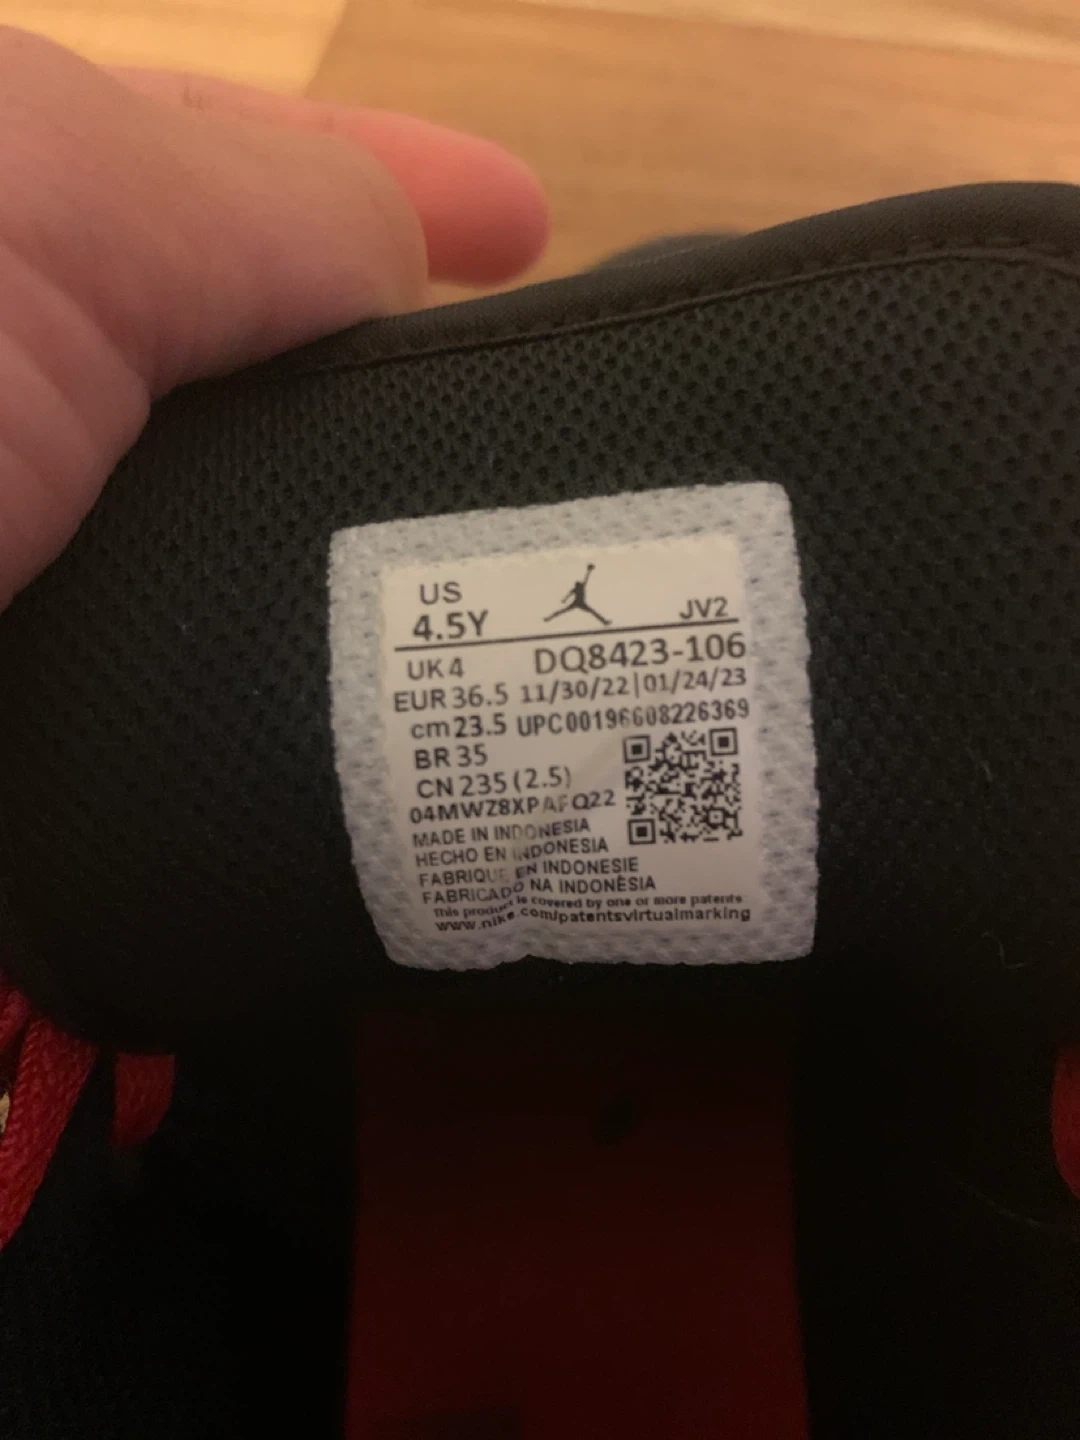 US
4.5Y
JV2
UK 4 DQ8423-106
EUR 36.5 11/30/22|01/24/23
cm 23.5 UPC00196608226369
BR 35
CN 235 (2.5)
04MWZ8XPAFQ22
MADE IN INDONESIA
HECHO EN INDONESIA
FABRIQUE EN INDONESIE
FABRICADO NA INDONÉSIA
This product is covered by one or more patents
www.nike.com/patentsvirtualmarking